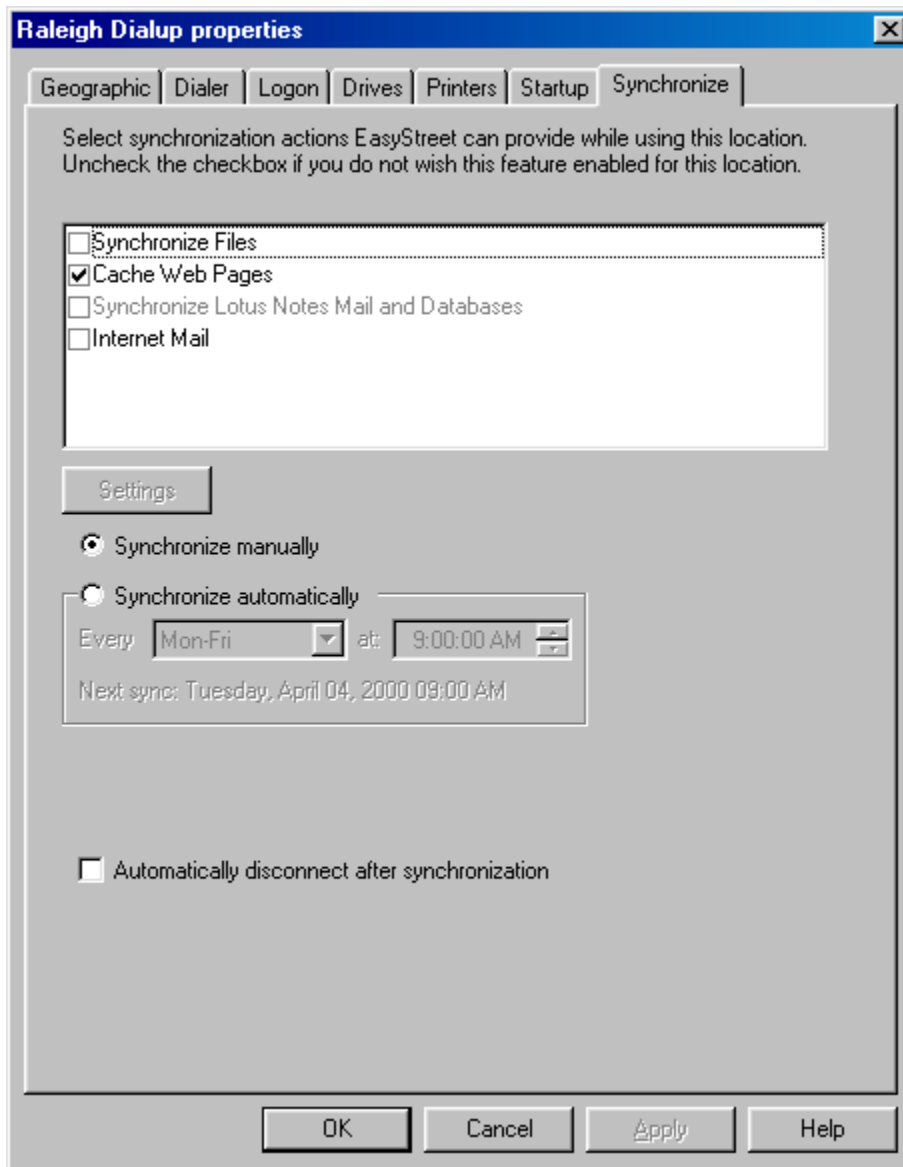 Raleigh Dialup properties
Geographic Dialer Logon Drives Printers Startup Synchronize
Select synchronization actions EasyStreet can provide while using this location.
Uncheck the checkbox if you do not wish this feature enabled for this location.
Synchronize Files
Cache Web Pages
Synchronize Lotus Notes Mail and Databases
Internet Mail
Settings
Synchronize manually
Synchronize automatically
Every Mon-Fri at: 9:00:00 AM
Next sync: Tuesday, April 04, 2000 09:00 AM
Automatically disconnect after synchronization
OK Cancel Apply Help